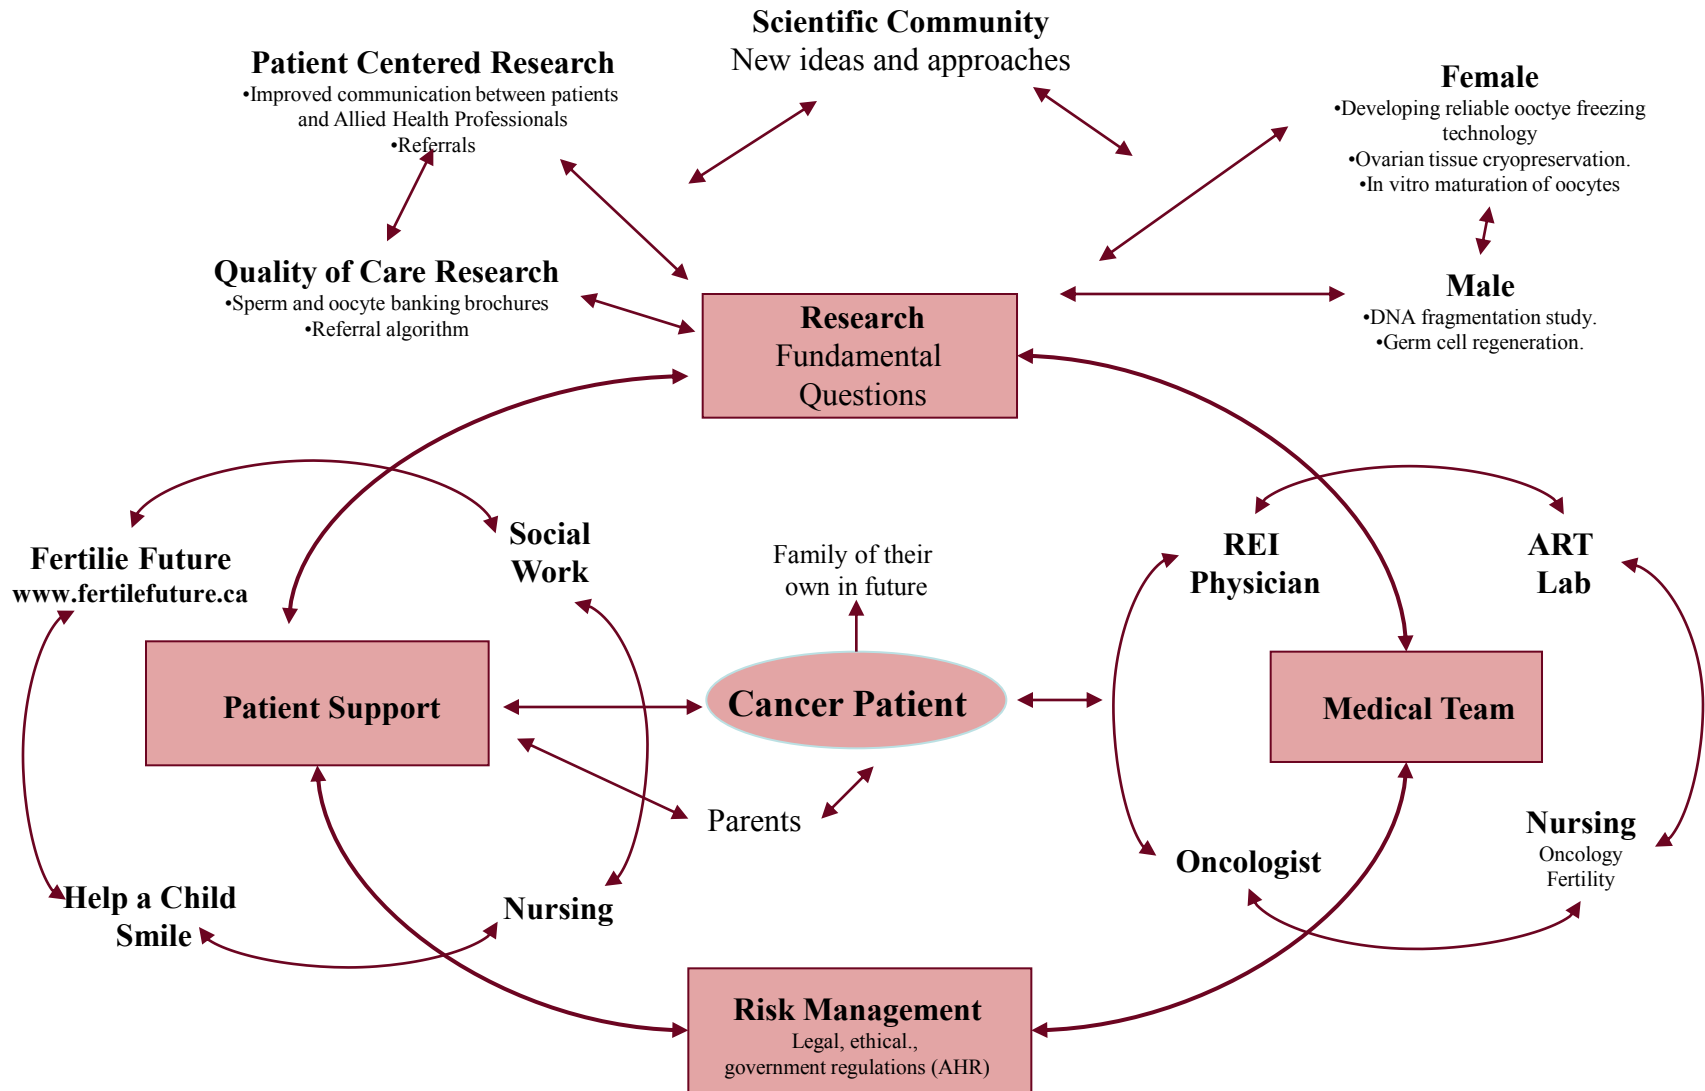 Scientific Community
New ideas and approaches
Patient Centered Research
•Improved communication between patients
and Allied Health Professionals
•Referrals
Female
•Developing reliable ooctye freezing
technology
•Ovarian tissue cryopreservation.
•In vitro maturation of oocytes
Quality of Care Research
•Sperm and oocyte banking brochures
•Referral algorithm
Male
•DNA fragmentation study.
•Germ cell regeneration.
Research
Fundamental
Questions
Fertilie Future
www.fertilefuture.ca
Social
Work
Family of their
own in future
REI
Physician
ART
Lab
Patient Support
Cancer Patient
Medical Team
Parents
Help a Child
Smile
Nursing
Oncologist
Nursing
Oncology
Fertility
Risk Management
Legal, ethical.,
government regulations (AHR)